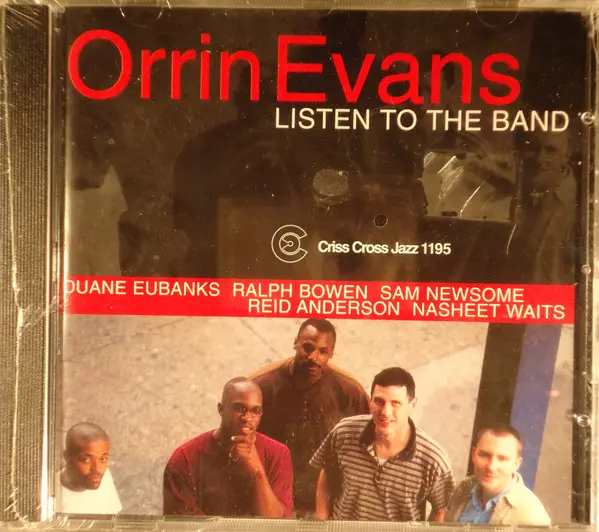 Orrin Evans
LISTEN TO THE BAND
Criss Cross Jazz 1195
DUANE EUBANKS RALPH BOWEN SAM NEWSOME
REID ANDERSON NASHEET WAITS